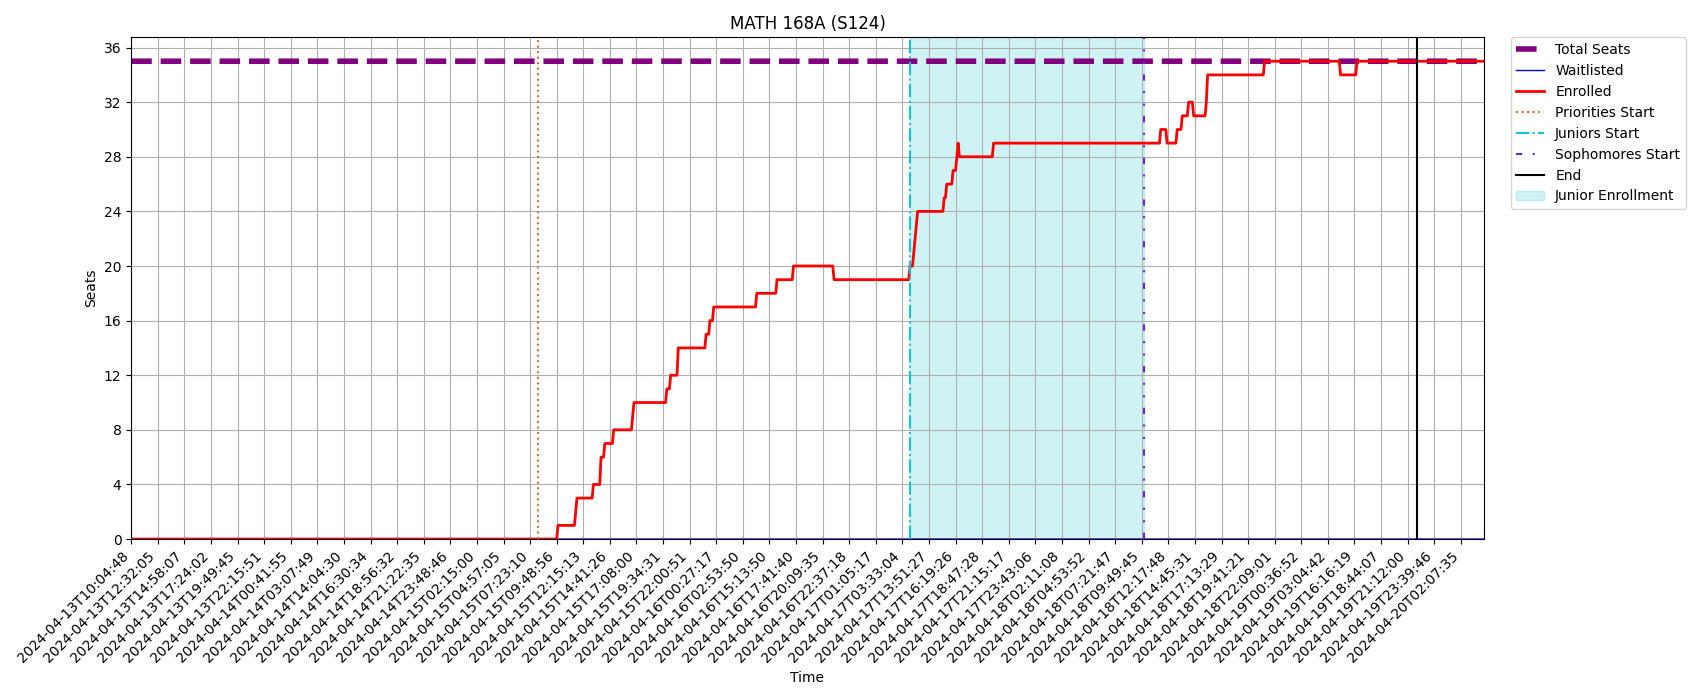 MATH 168A (S124)
36
32
28
24
20
16
12
8
4
0
Seats
2024-04-13T10:04:48
2024-04-13T12:32:05
2024-04-13T14:58:07
2024-04-13T17:24:02
2024-04-13T19:49:45
2024-04-13T22:15:51
2024-04-14T00:41:55
2024-04-14T03:07:49
2024-04-14T14:04:30
2024-04-14T16:30:34
2024-04-14T18:56:32
2024-04-14T21:22:35
2024-04-14T23:48:46
2024-04-15T02:15:00
2024-04-15T04:57:05
2024-04-15T07:23:10
2024-04-15T09:48:56
2024-04-15T12:15:13
2024-04-15T14:41:26
2024-04-15T17:08:00
2024-04-15T19:34:31
2024-04-15T22:00:51
2024-04-16T00:27:17
2024-04-16T02:53:50
2024-04-16T15:13:50
2024-04-16T17:41:40
2024-04-16T20:09:35
2024-04-16T22:37:18
2024-04-17T01:05:17
2024-04-17T03:33:04
2024-04-17T13:51:27
2024-04-17T16:19:26
2024-04-17T18:47:28
2024-04-17T21:15:17
2024-04-17T23:43:06
2024-04-18T02:11:08
2024-04-18T04:53:52
2024-04-18T07:21:47
2024-04-18T09:49:45
2024-04-18T12:17:48
2024-04-18T14:45:31
2024-04-18T17:13:29
2024-04-18T19:41:21
2024-04-18T22:09:01
2024-04-19T00:36:52
2024-04-19T03:04:42
2024-04-19T16:16:19
2024-04-19T18:44:07
2024-04-19T21:12:00
2024-04-19T23:39:46
2024-04-20T02:07:35
Time
Total Seats
Waitlisted
Enrolled
Priorities Start
Juniors Start
Sophomores Start
End
Junior Enrollment